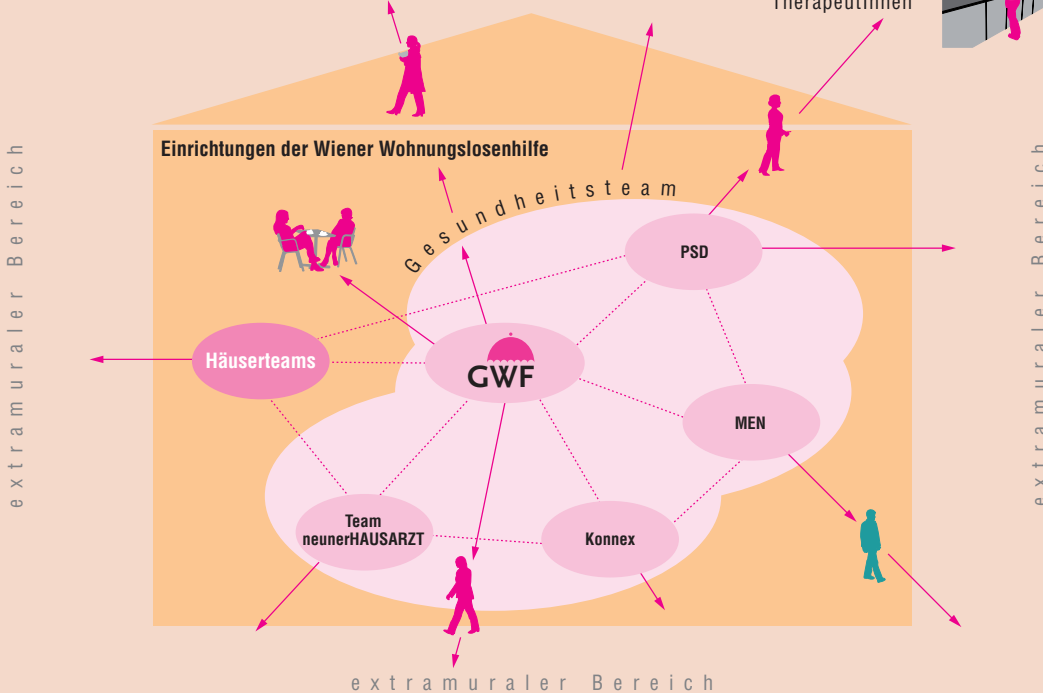 TherapeutInnen
Einrichtungen der Wiener Wohnungslosenhilfe
Gesundheitsteam
extramuraler Bereich
extramuraler Bereich
PSD
Häuserteams
GWF
MEN
Team
neunerHAUSARZT
Konnex
extramuraler Bereich